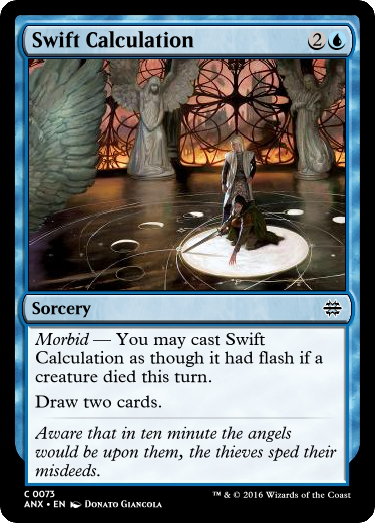 Swift Calculation 2
Sorcery
Morbid — You may cast Swift
Calculation as though it had flash if a
creature died this turn.
Draw two cards.
Aware that in ten minute the angels
would be upon them, the thieves sped their
misdeeds.
C 0073
ANX • EN Donato Giancola
™ & © 2016 Wizards of the Coast